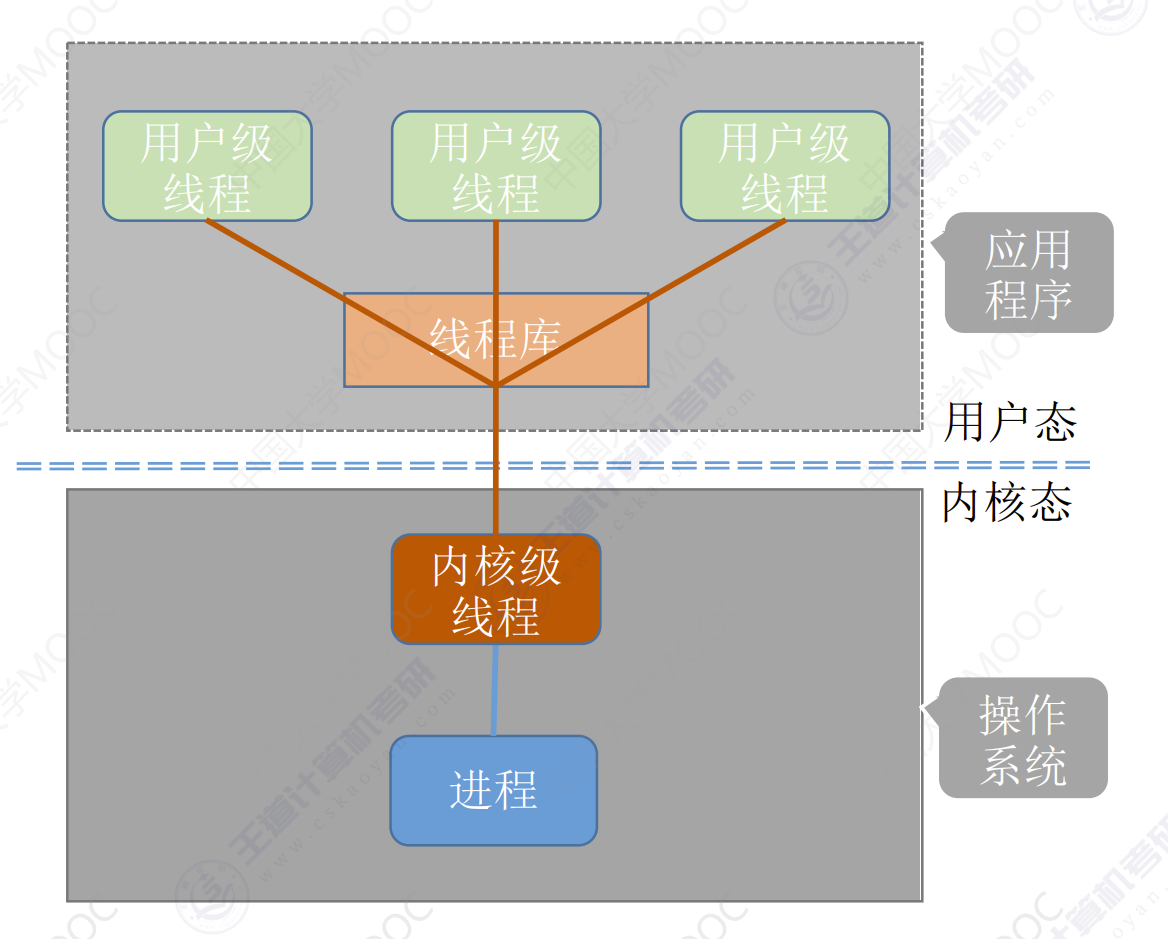 用户级
线程
用户级
线程
用户级
线程
应用
程序
线程库
用户态
内核态
内核级
线程
操作
系统
进程
中国大学MOOC
王道计算机考研
www.cskaoyan.com